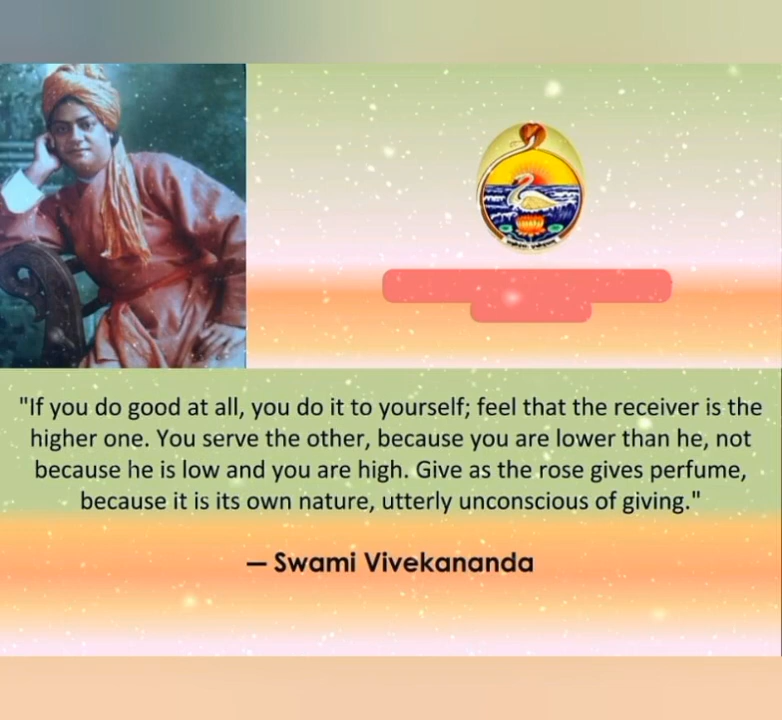 "If you do good at all, you do it to yourself; feel that the receiver is the
higher one. You serve the other, because you are lower than he, not
because he is low and you are high. Give as the rose gives perfume,
because it is its own nature, utterly unconscious of giving."
— Swami Vivekananda